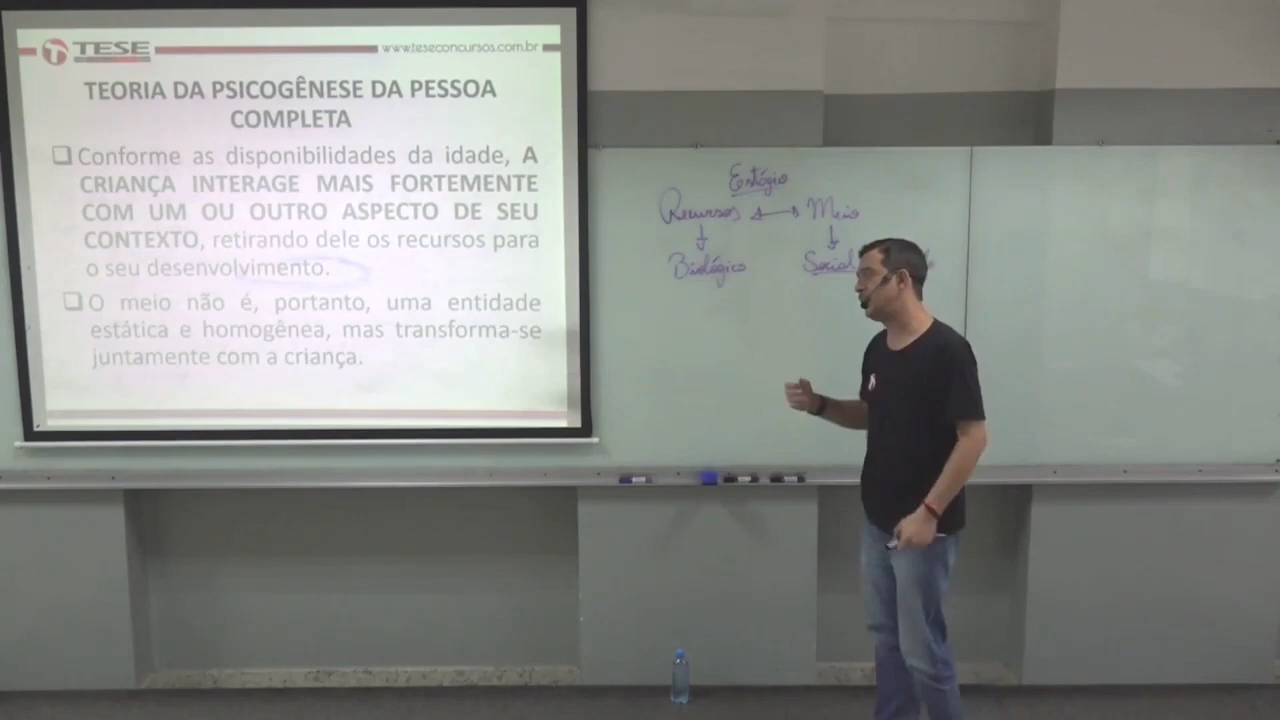 TESE
www.teseconcursos.com.br
TEORIA DA PSICOGÊNESE DA PESSOA
COMPLETA
Conforme as disponibilidades da idade, A
CRIANÇA INTERAGE MAIS FORTEMENTE
COM UM OU OUTRO ASPECTO DE SEU
CONTEXTO, retirando dele os recursos para
o seu desenvolvimento.
O meio não é, portanto, uma entidade
estática e homogênea, mas transforma-se
juntamente com a criança.
Estágio
Recursos ↔ Meio
Biológico Social